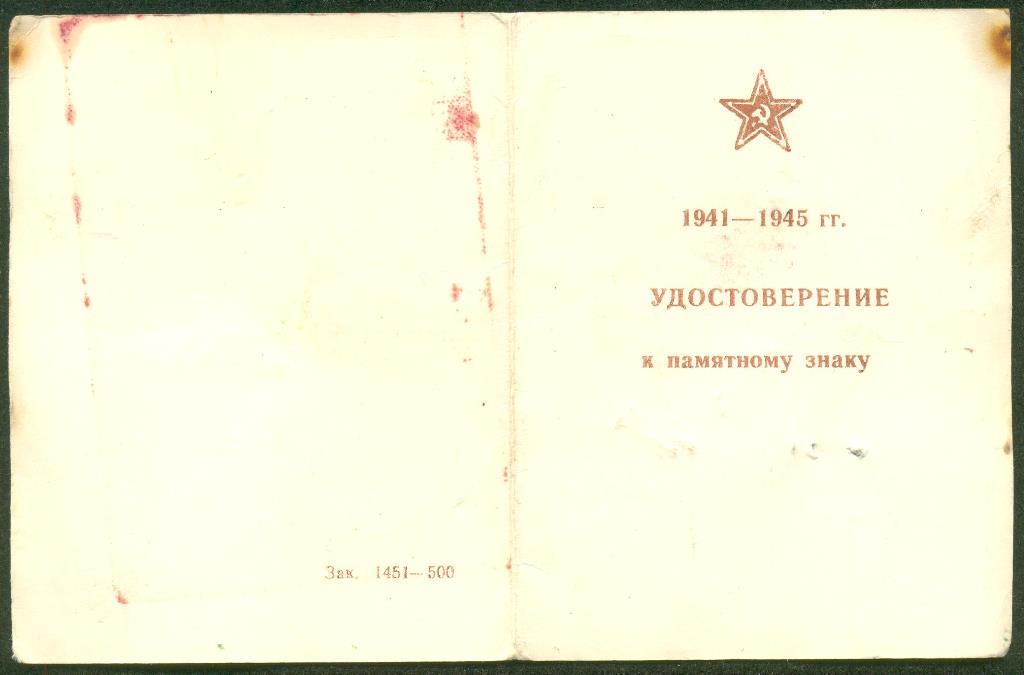 Зак. 1451—500
1941—1945 гг.
УДОСТОВЕРЕНИЕ
к памятному знаку